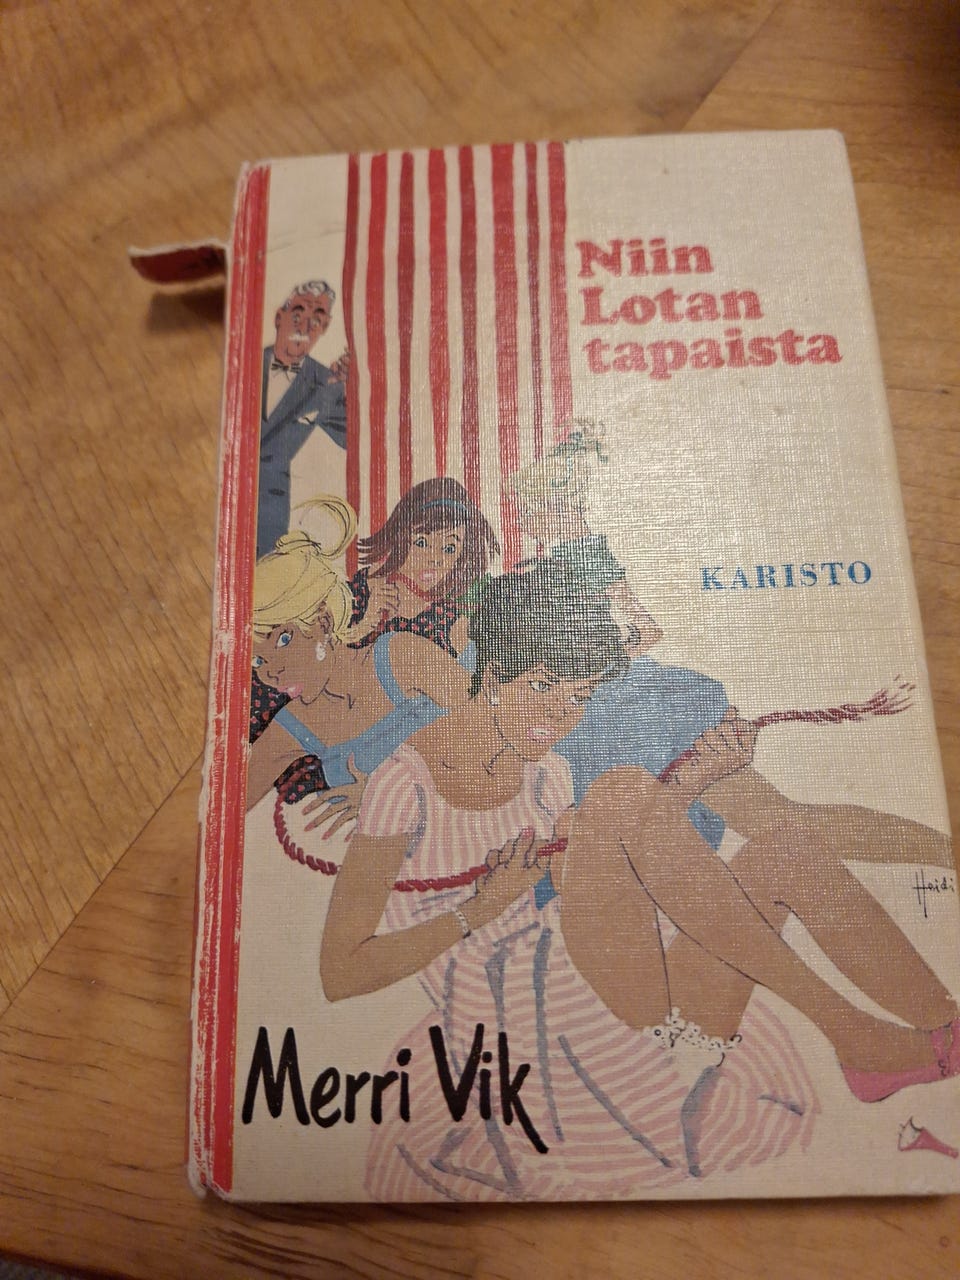 Niin
Lotan
tapaista
KARISTO
Heidi
Merri Vik